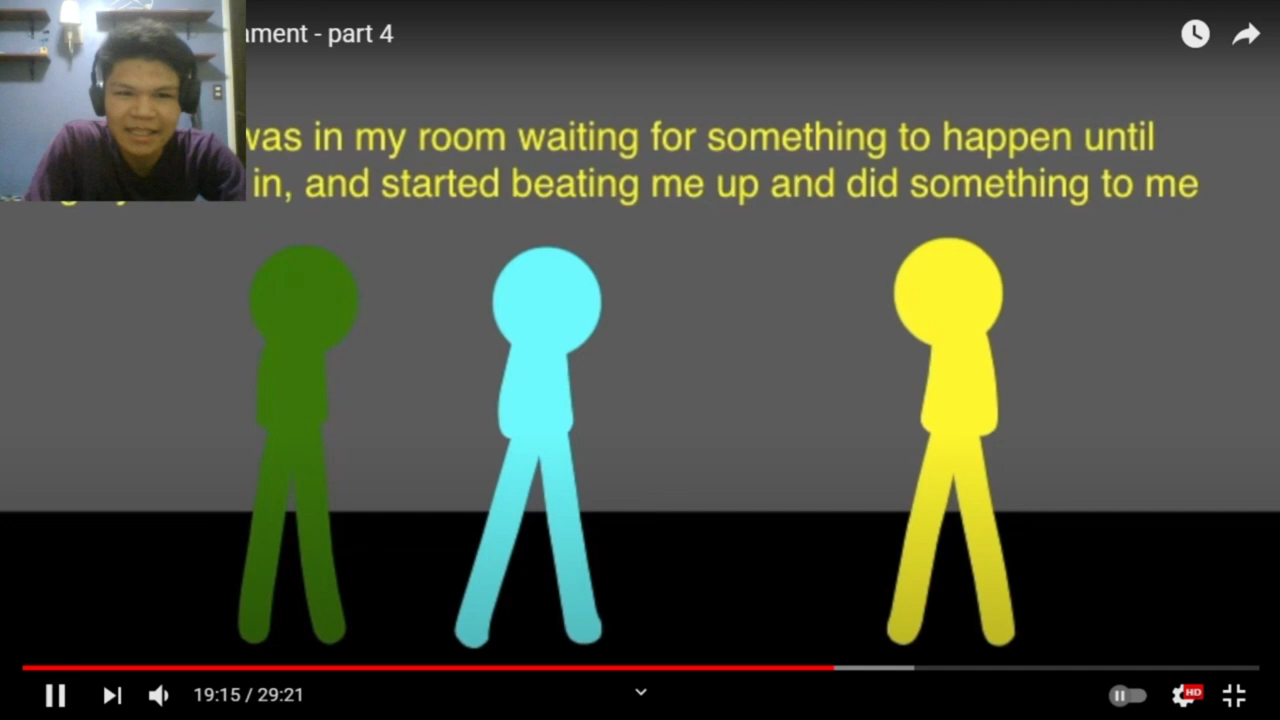 ament - part 4
was in my room waiting for something to happen until
in, and started beating me up and did something to me
19:15 / 29:21
HD